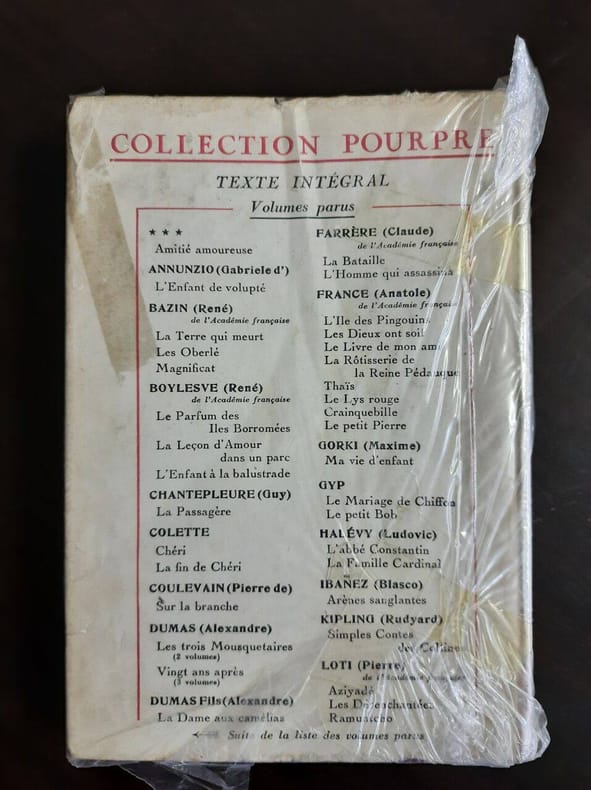 COLLECTION POURPRE
TEXTE INTÉGRAL
Volumes parus
★ ★ ★
Amitié amoureuse
ANNUNZIO (Gabriele d')
L'Enfant de volupté
BAZIN (René)
de l'Académie française
La Terre qui meurt
Les Oberlé
Magnificat
BOYLESVE (René)
de l'Académie française
Le Parfum des
Iles Borromées
La Leçon d'Amour
dans un parc
L'Enfant à la balustrade
CHANTEPLEURE (Guy)
La Passagère
COLETTE
Chéri
La fin de Chéri
COULEVAIN (Pierre de)
Sur la branche
DUMAS (Alexandre)
Les trois Mousquetaires
(2 volumes)
Vingt ans après
(3 volumes)
DUMAS Fils (Alexandre)
La Dame aux camélias
FARRÈRE (Claude)
de l'Académie française
La Bataille
L'Homme qui assassina
FRANCE (Anatole)
de l'Académie française
L'Ile des Pingouins
Les Dieux ont soif
Le Livre de mon ami
La Rôtisserie de
la Reine Pédauque
Thaïs
Le Lys rouge
Crainquebille
Le petit Pierre
GORKI (Maxime)
Ma vie d'enfant
GYP
Le Mariage de Chiffon
Le petit Bob
HALÉVY (Ludovic)
L'abbé Constantin
La Famille Cardinal
IBANEZ (Blasco)
Arènes sanglantes
KIPLING (Rudyard)
Simples Contes
des Collines
LOTI (Pierre)
de l'Académie française
Aziyadé
Les Désenchantées
Ramuntcho
Suite de la liste des volumes parus